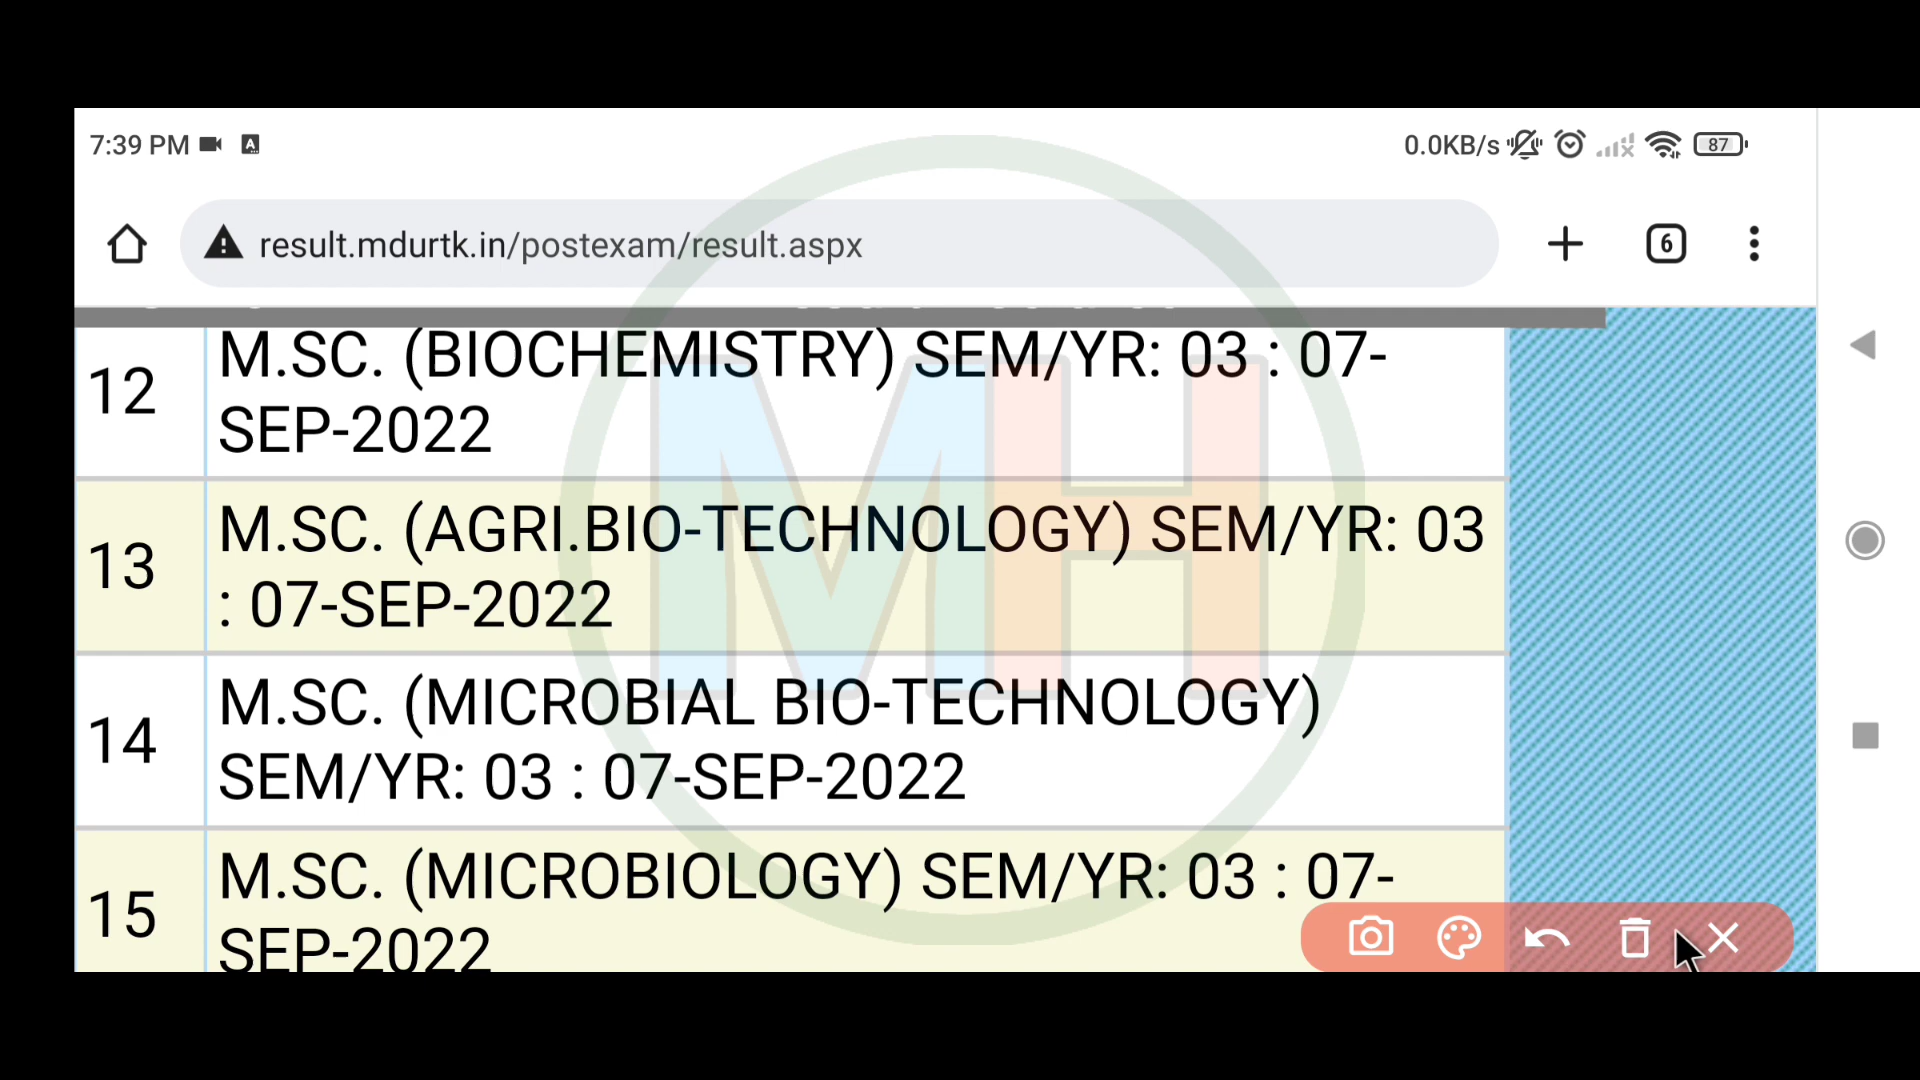 7:39 PM A
0.0KB/s 87
result.mdurtk.in/postexam/result.aspx 6
12 M.SC. (BIOCHEMISTRY) SEM/YR: 03 : 07-
SEP-2022
13 M.SC. (AGRI.BIO-TECHNOLOGY) SEM/YR: 03
: 07-SEP-2022
14 M.SC. (MICROBIAL BIO-TECHNOLOGY)
SEM/YR: 03 : 07-SEP-2022
15 M.SC. (MICROBIOLOGY) SEM/YR: 03 : 07-
SEP-2022
MH